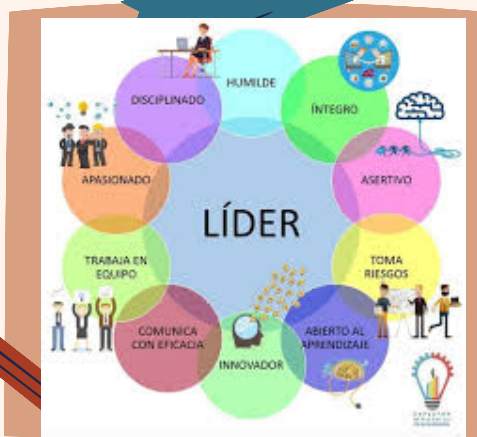 HUMILDE
ÍNTEGRO
ASERTIVO
TOMA
RIESGOS
ABIERTO AL
APRENDIZAJE
INNOVADOR
COMUNICA
CON EFICACIA
TRABAJA EN
EQUIPO
APASIONADO
DISCIPLINADO
LÍDER